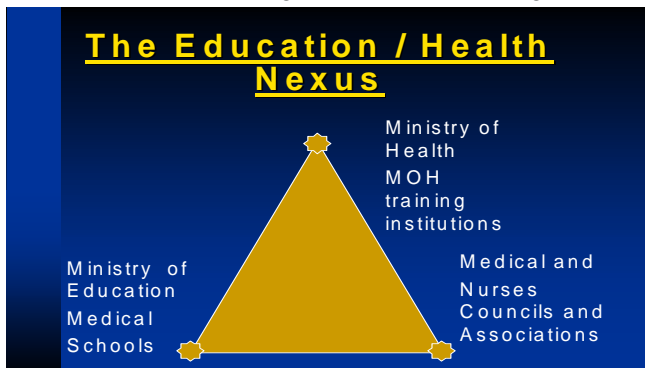 The Education / Health
Nexus
Ministry of
Health
MOH
training
institutions
Ministry of
Education
Medical
Schools
Medical and
Nurses
Councils and
Associations